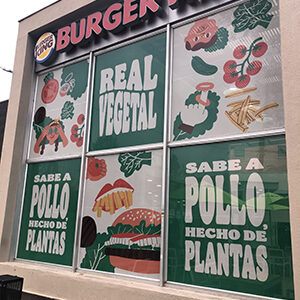 BURGER
KING
BURGER
REAL
VEGETAL
SABE A
POLLO,
HECHO DE
PLANTAS
SABE A
POLLO,
HECHO DE
PLANTAS